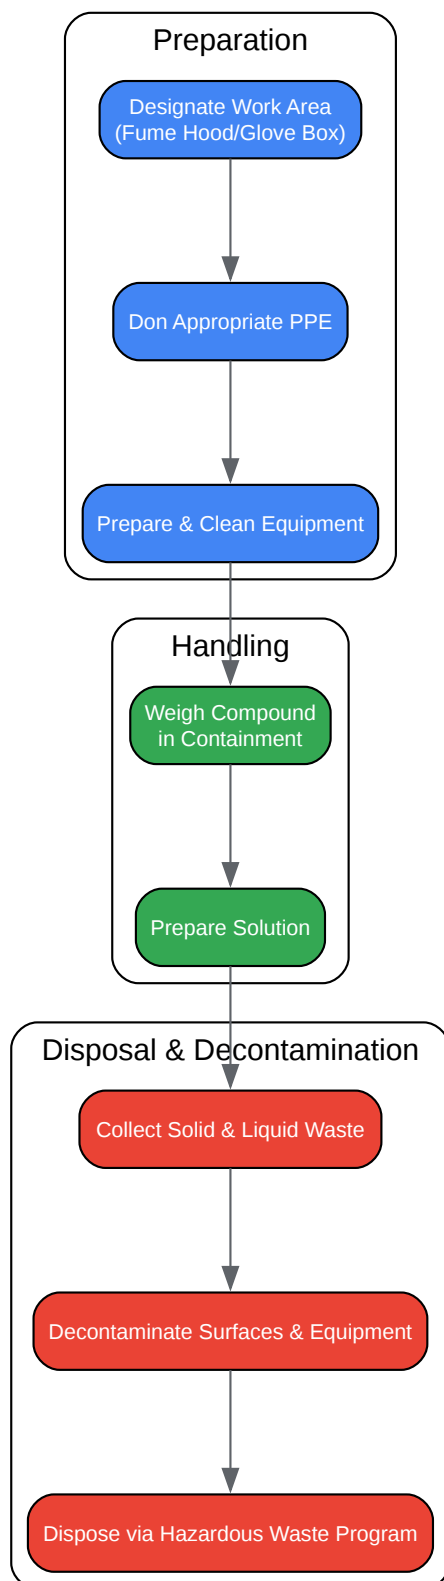 Preparation
Designate Work Area
(Fume Hood/Glove Box)
Don Appropriate PPE
Prepare & Clean Equipment
Handling
Weigh Compound
in Containment
Prepare Solution
Disposal & Decontamination
Collect Solid & Liquid Waste
Decontaminate Surfaces & Equipment
Dispose via Hazardous Waste Program